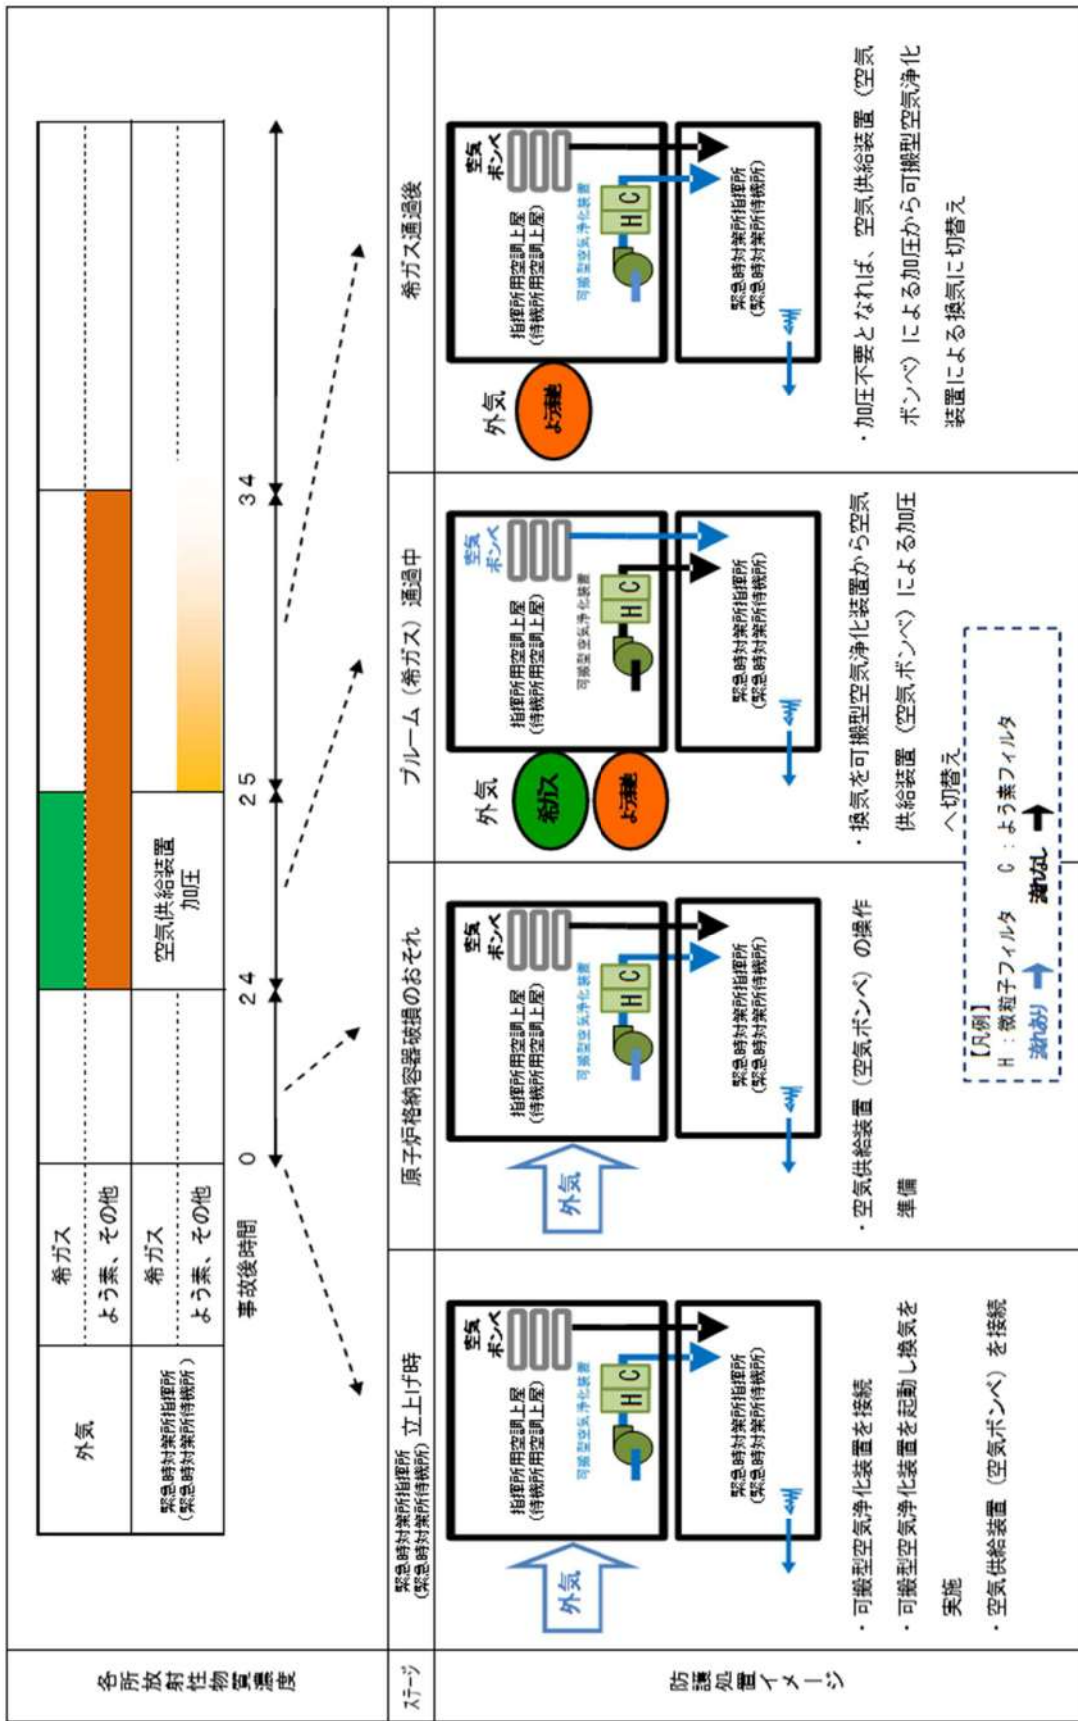 各所放射性物質濃度
外気
希ガス
よう素、その他
緊急時対策所指揮所
(緊急時対策所待機所)
希ガス
よう素、その他
空気供給装置
加圧
事故後時間
0
24
25
34
ステージ
緊急時対策所指揮所
(緊急時対策所待機所)
立上げ時
原子炉格納容器破損のおそれ
プルーム(希ガス)通過中
希ガス通過後
防護処置イメージ
外気
指揮所用空調上屋
(待機所用空調上屋)
空気
ボンベ
可搬型空気浄化装置
H C
緊急時対策所指揮所
(緊急時対策所待機所)
・可搬型空気浄化装置を接続
・可搬型空気浄化装置を起動し換気を
実施
・空気供給装置(空気ボンベ)を接続
外気
指揮所用空調上屋
(待機所用空調上屋)
空気
ボンベ
可搬型空気浄化装置
H C
緊急時対策所指揮所
(緊急時対策所待機所)
・空気供給装置(空気ボンベ)の操作
準備
外気
希ガス
指揮所用空調上屋
(待機所用空調上屋)
空気
ボンベ
可搬型空気浄化装置
H C
緊急時対策所指揮所
(緊急時対策所待機所)
・換気を可搬型空気浄化装置から空気
供給装置(空気ボンベ)による加圧
へ切替え
外気
指揮所用空調上屋
(待機所用空調上屋)
空気
ボンベ
可搬型空気浄化装置
H C
緊急時対策所指揮所
(緊急時対策所待機所)
・加圧不要となれば、空気供給装置(空気
ボンベ)による加圧から可搬型空気浄化
装置による換気に切替え
【凡例】
H:微粒子フィルタ C:よう素フィルタ
流れあり 流れなし